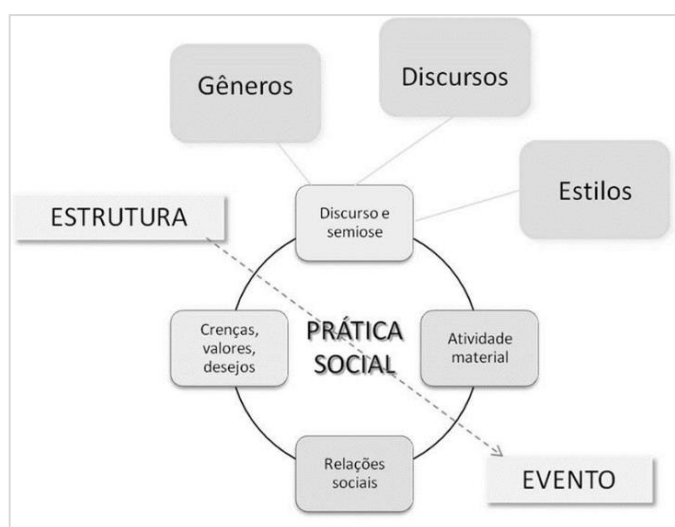 Gêneros
Discursos
Estilos
ESTRUTURA
Discurso e
semiose
Crenças,
valores,
desejos
PRÁTICA
SOCIAL
Atividade
material
Relações
sociais
EVENTO